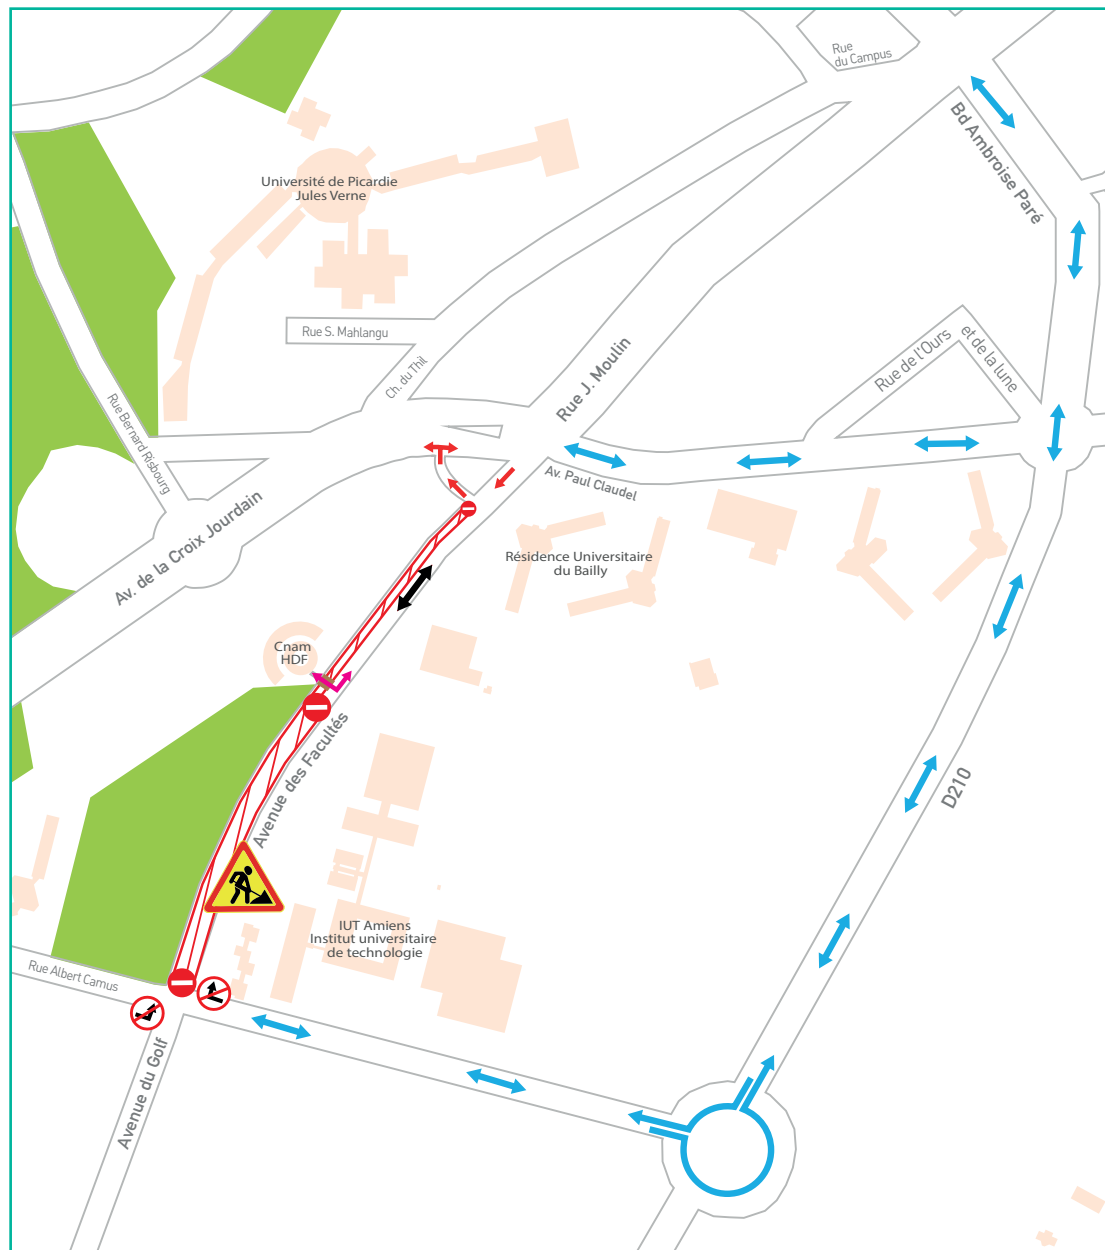 Rue
du Campus
Bd Ambroise Paré
Université de Picardie
Jules Verne
Rue S. Mahlangu
Ch. du Thil
Rue J. Moulin
Rue de l'Ours
et de la lune
Rue Bernard Risbourg
Av. Paul Claudel
Av. de la Croix Jourdain
Résidence Universitaire
du Bailly
Cnam
HDF
Avenue des Facultés
D210
IUT Amiens
Institut universitaire
de technologie
Rue Albert Camus
Avenue du Golf